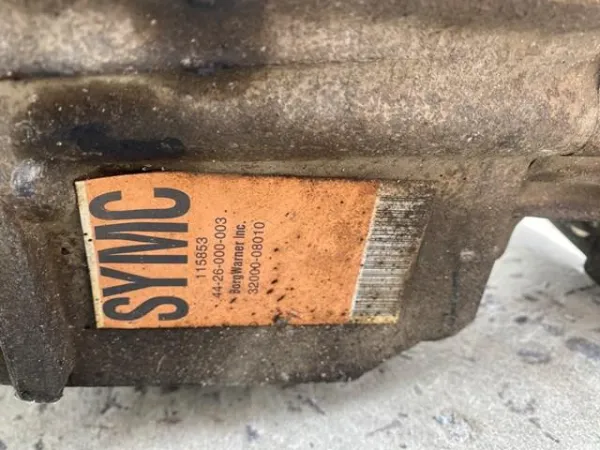 SYMC
115853
44-26-000-003
BorgWarner Inc.
32000-08010